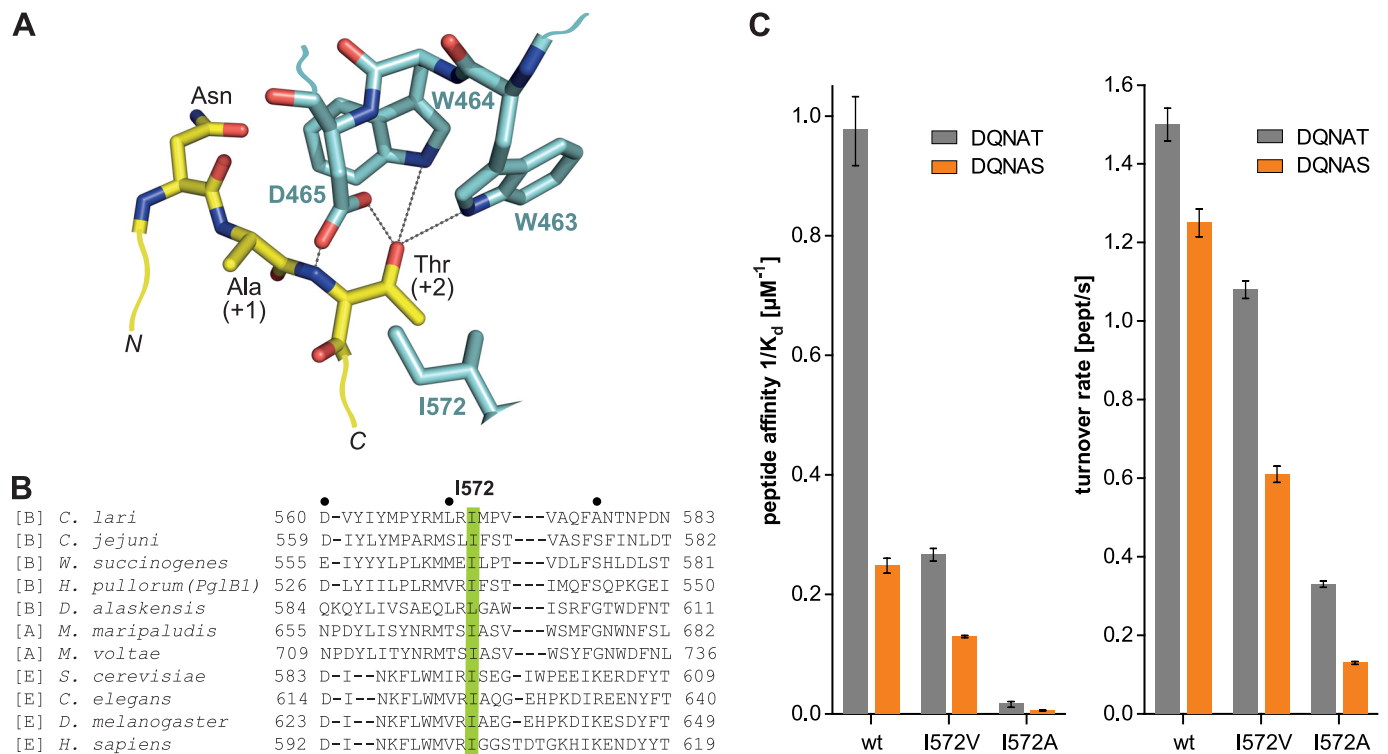 A
Asn
W464
D465
W463
Ala
(+1)
Thr
(+2)
N
I572
C
B
I572
[B] C. lari 560 D-VYIYMPYRMLRIMPV---VAQFANTNPDN 583
[B] C. jejuni 559 D-IYLYMPARMSLIFST---VASFSFINLDT 582
[B] W. succinogenes 555 E-IYYYLPLKMMEILPT---VDLFSHLDLST 581
[B] H. pullorum(PglB1) 526 D-LYIILPLRMVRIFST---IMQFSQPKGEI 550
[B] D. alaskensis 584 QKQYLIVSAEQLRLGAW---ISRFGTWDFNT 611
[A] M. maripaludis 655 NPDYLISYNRMTSIASV---WSMFGNWNFSL 682
[A] M. voltae 709 NPDYLITYNRMTSIASV---WSYFGNWDFNL 736
[E] S. cerevisiae 583 D-I--NKFLWMIRISEG-IWPEEIKERDFYT 609
[E] C. elegans 614 D-I--NKFLWMVRIAQG-EHPKDIREENYFT 640
[E] D. melanogaster 623 D-I--NKFLWMVRIAEG-EHPKDIKESDYFT 649
[E] H. sapiens 592 D-I--NKFLWMVRIGGSTDTGKHIKENDYYT 619
C
peptide affinity 1/Kd [µM-1]
1.0
0.8
0.6
0.4
0.2
0.0
DQNAT
DQNAS
wt I572V I572A
turnover rate [pept/s]
1.6
1.4
1.2
1.0
0.8
0.6
0.4
0.2
0.0
DQNAT
DQNAS
wt I572V I572A